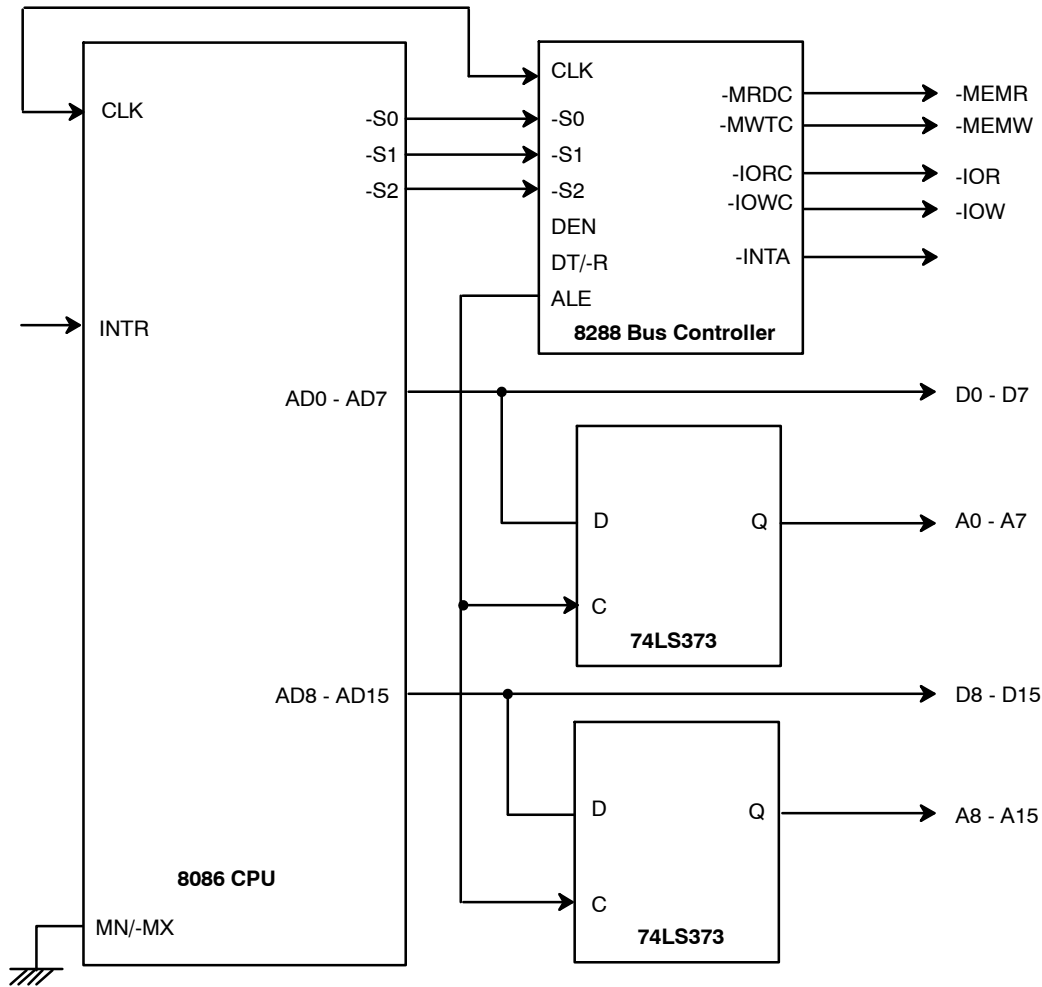 CLK
-S0
-S1
-S2
INTR
AD0 - AD7
AD8 - AD15
8086 CPU
MN/-MX
CLK
-S0
-S1
-S2
DEN
DT/-R
ALE
-MRDC
-MWTC
-IORC
-IOWC
-INTA
8288 Bus Controller
-MEMR
-MEMW
-IOR
-IOW
D0 - D7
D
Q
C
74LS373
A0 - A7
D8 - D15
D
Q
C
74LS373
A8 - A15